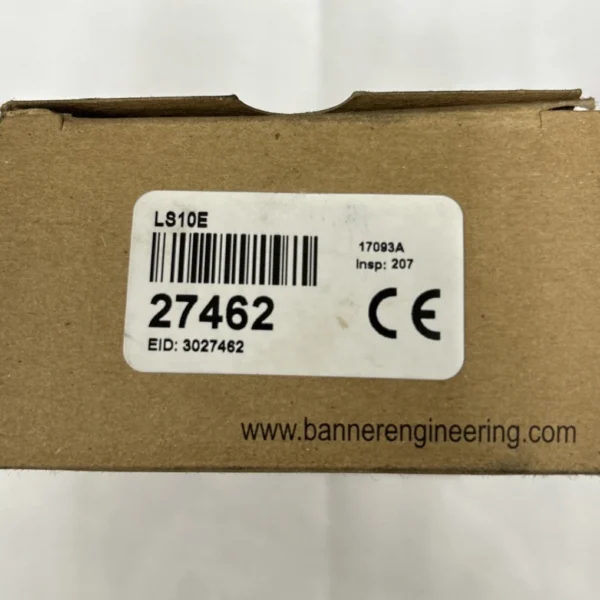 LS10E
17093A
Insp: 207
27462
CE
EID: 3027462
www.bannerengineering.com